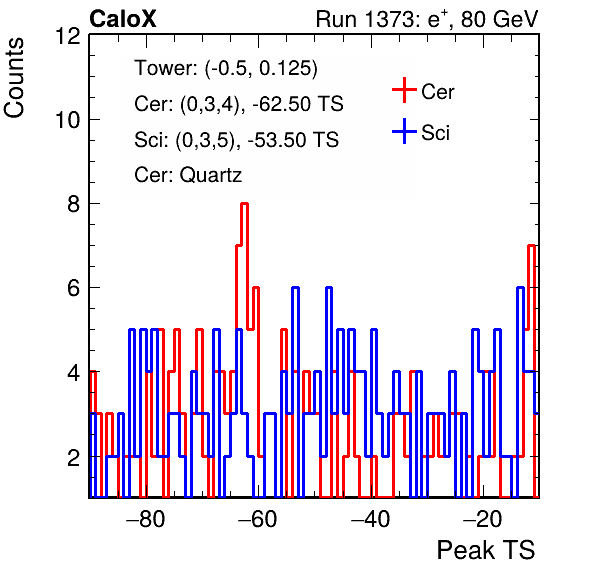 CaloX Run 1373: e⁺, 80 GeV
Counts
12
10
8
6
4
2
Tower: (-0.5, 0.125)
Cer: (0,3,4), -62.50 TS
Sci: (0,3,5), -53.50 TS
Cer: Quartz
Cer
Sci
−80 −60 −40 −20
Peak TS